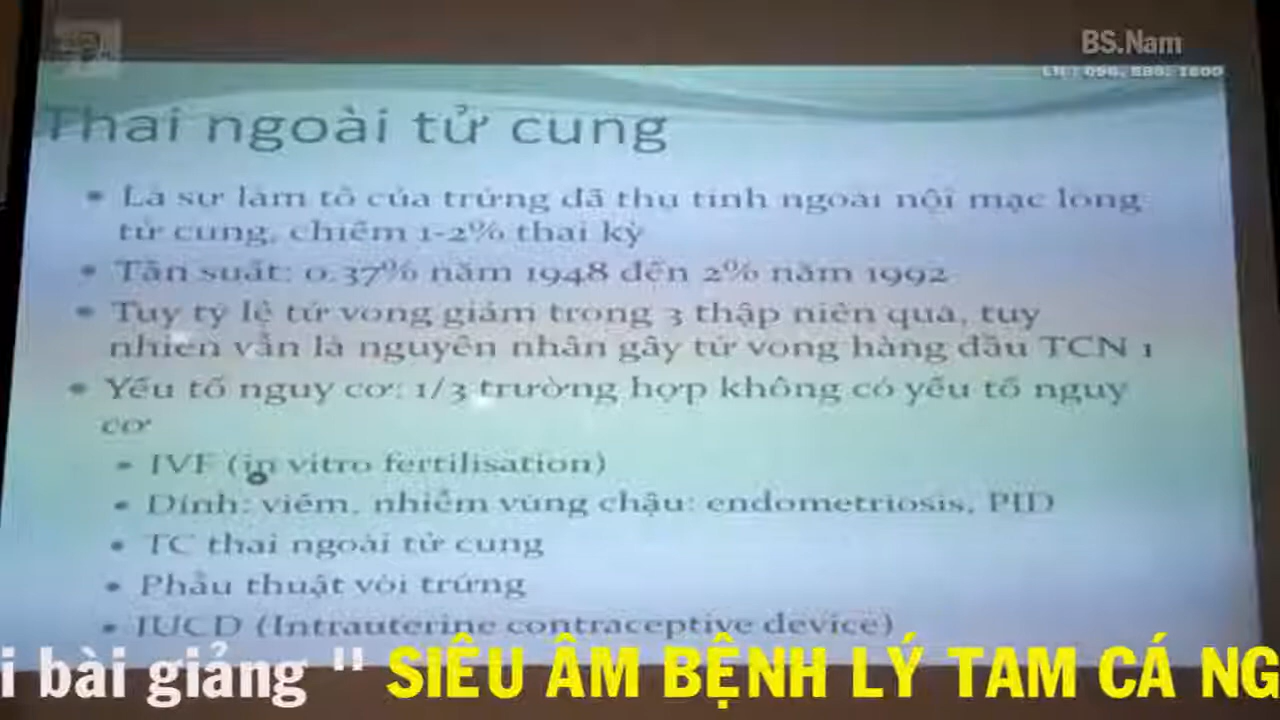 BS.Nam
Thai ngoài tử cung
Là sự làm tổ của trứng đã thụ tinh ngoài nội mạc lòng
tử cung, chiếm 1-2% thai kỳ
Tần suất: 0.37% năm 1948 đến 2% năm 1992
Tuy tỷ lệ tử vong giảm trong 3 thập niên qua, tuy
nhiên vẫn là nguyên nhân gây tử vong hàng đầu TCN 1
Yếu tố nguy cơ: 1/3 trường hợp không có yếu tố nguy
cơ
IVF (in vitro fertilisation)
Dính: viêm, nhiễm vùng chậu: endometriosis, PID
TC thai ngoài tử cung
Phẫu thuật vòi trứng
IUCD (Intrauterine contraceptive device)
i bài giảng " SIÊU ÂM BỆNH LÝ TAM CÁ NG